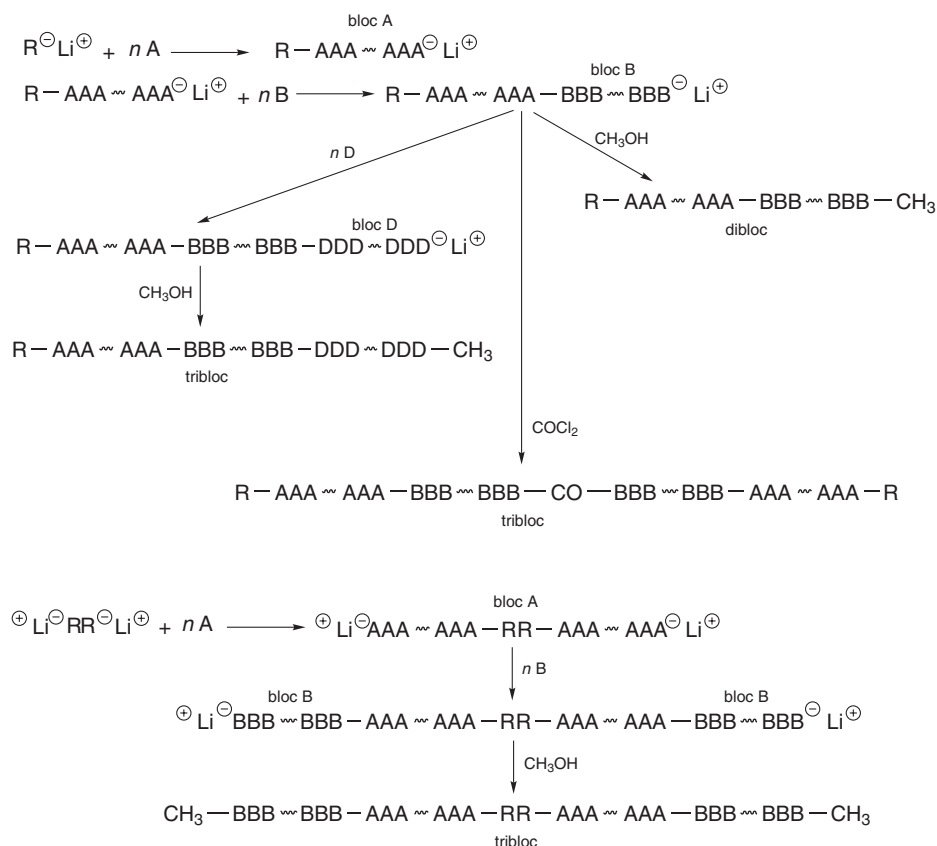 bloc A
R⊖Li⊕ + n A R—AAA~AAA⊖Li⊕
bloc B
R—AAA~AAA⊖Li⊕ + n B R—AAA~AAA—BBB~BBB⊖ Li⊕
CH₃OH
n D
R—AAA~AAA—BBB~BBB—CH₃
dibloc
bloc D
R—AAA~AAA—BBB~BBB—DDD~DDD⊖Li⊕
CH₃OH
R—AAA~AAA—BBB~BBB—DDD~DDD—CH₃
tribloc
COCl₂
R—AAA~AAA—BBB~BBB—CO—BBB~BBB—AAA~AAA—R
tribloc
bloc A
⊕Li⊖RR⊖Li⊕ + n A ⊕Li⊖AAA~AAA—RR—AAA~AAA⊖Li⊕
n B
bloc B bloc B
⊕Li⊖BBB~BBB—AAA~AAA—RR—AAA~AAA—BBB~BBB⊖Li⊕
CH₃OH
CH₃—BBB~BBB—AAA~AAA—RR—AAA~AAA—BBB~BBB—CH₃
tribloc